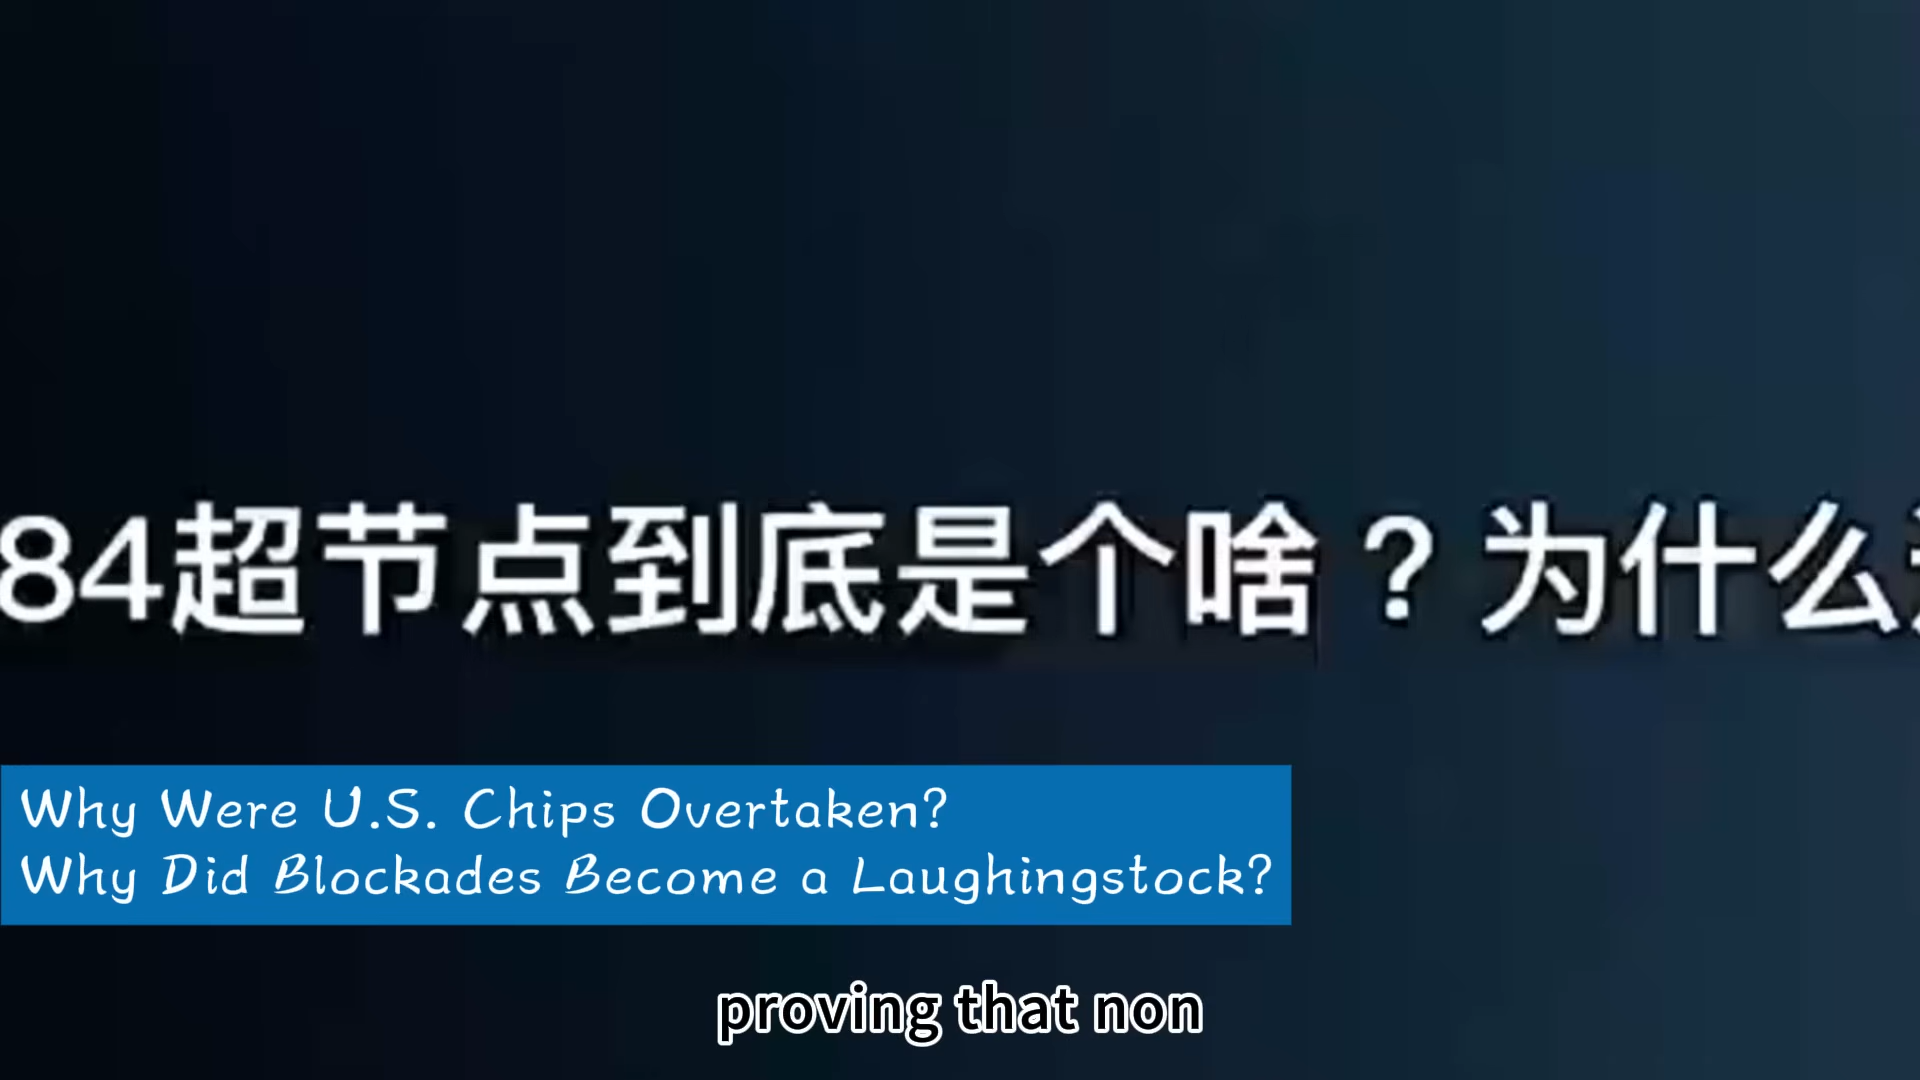 84超节点到底是个啥？为什么
Why Were U.S. Chips Overtaken?
Why Did Blockades Become a Laughingstock?
proving that non